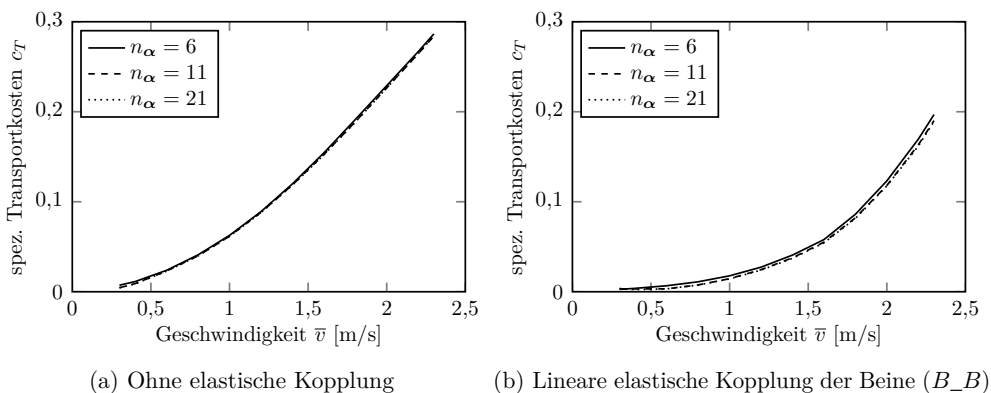 spez. Transportkosten c_T
0,3
0,2
0,1
0
n_α = 6
n_α = 11
n_α = 21
0 0,5 1 1,5 2 2,5
Geschwindigkeit v̅ [m/s]
(a) Ohne elastische Kopplung
spez. Transportkosten c_T
0,3
0,2
0,1
0
n_α = 6
n_α = 11
n_α = 21
0 0,5 1 1,5 2 2,5
Geschwindigkeit v̅ [m/s]
(b) Lineare elastische Kopplung der Beine (B_B)